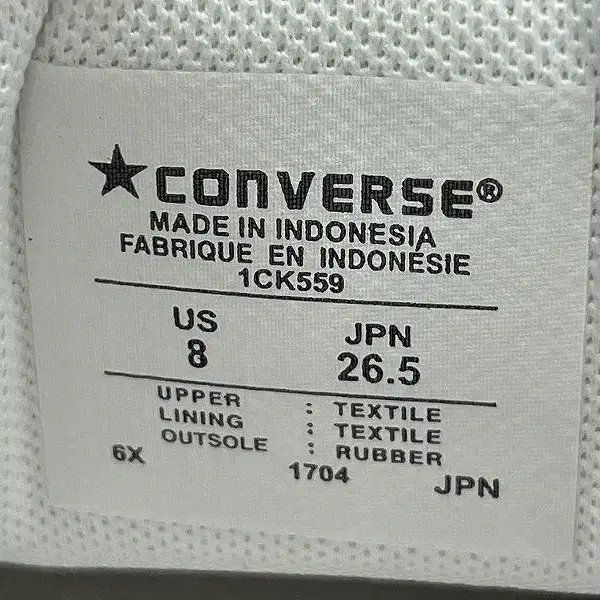 ★CONVERSE®
MADE IN INDONESIA
FABRIQUE EN INDONÉSIE
1CK559
US JPN
8 26.5
UPPER : TEXTILE
LINING : TEXTILE
OUTSOLE : RUBBER
6X 1704 JPN